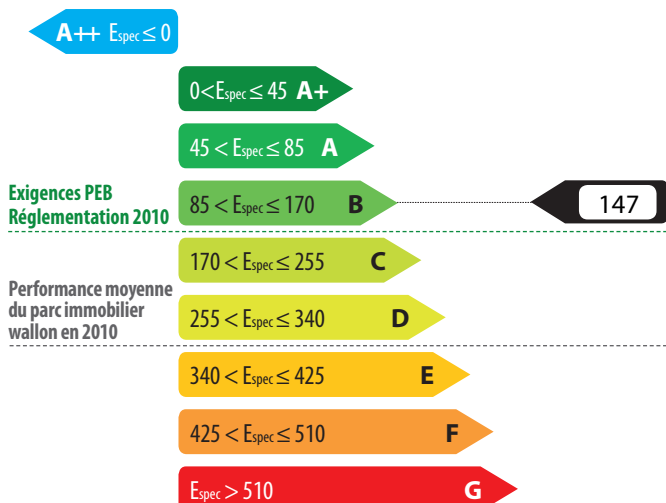 A++ Espec ≤ 0
0<Espec ≤ 45 A+
45 < Espec ≤ 85 A
Exigences PEB
Réglementation 2010
85 < Espec ≤ 170 B
147
170 < Espec ≤ 255 C
Performance moyenne
du parc immobilier
wallon en 2010
255 < Espec ≤ 340 D
340 < Espec ≤ 425 E
425 < Espec ≤ 510 F
Espec > 510 G